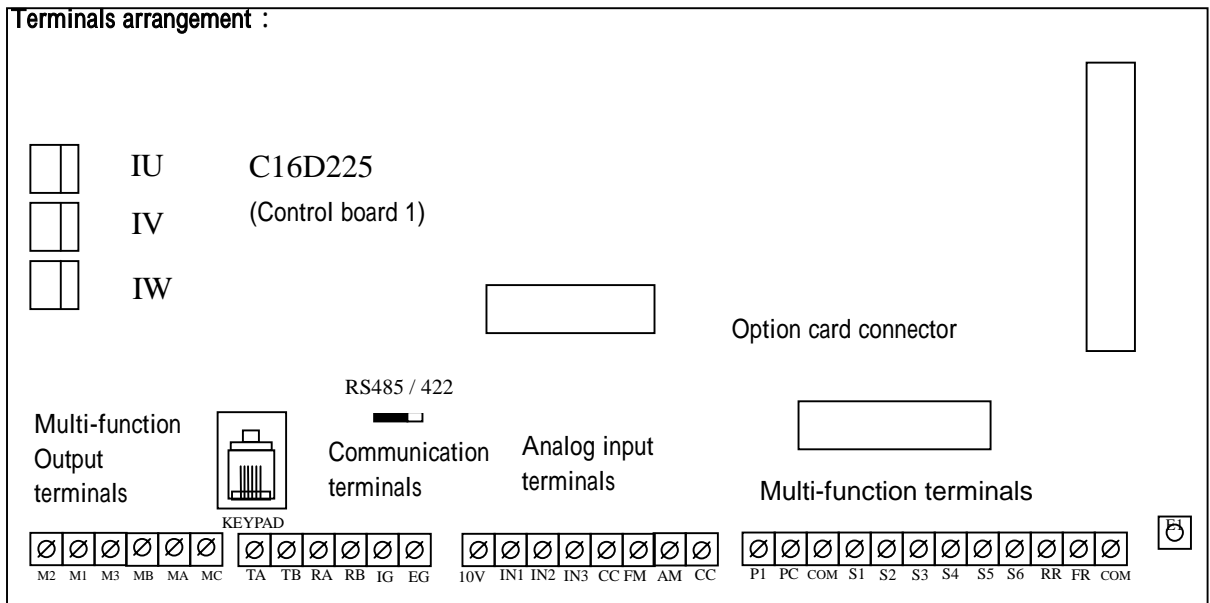 Terminals arrangement :
IU
C16D225
(Control board 1)
IV
IW
Option card connector
RS485 / 422
Multi-function
Output
terminals
Communication
terminals
Analog input
terminals
Multi-function terminals
KEYPAD
E1
M2 M1 M3 MB MA MC
TA TB RA RB IG EG
10V IN1 IN2 IN3 CC FM AM CC
P1 PC COM S1 S2 S3 S4 S5 S6 RR FR COM